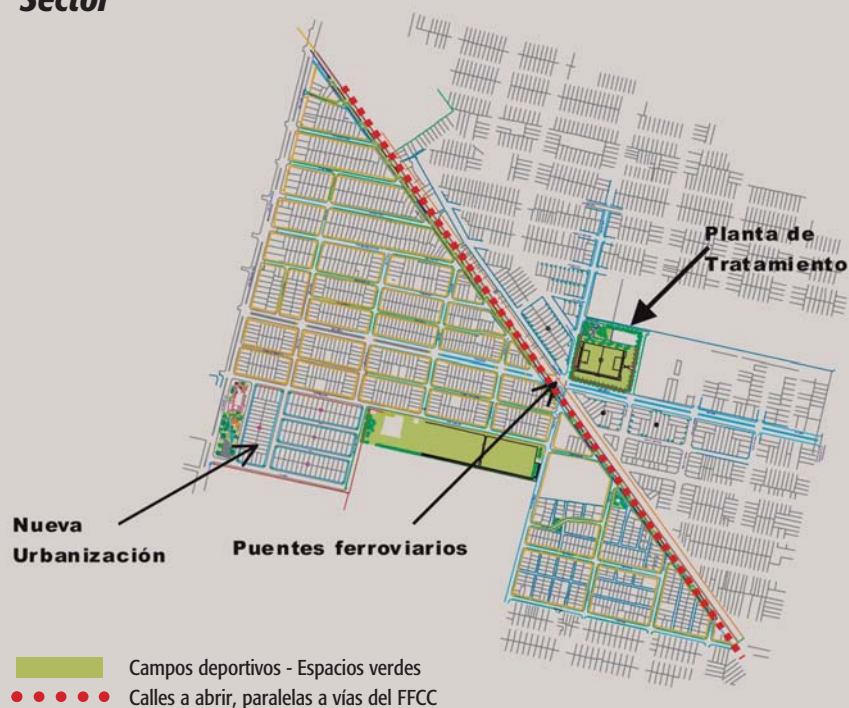 Sector
Planta de
Tratamiento
Nueva
Urbanización
Puentes ferroviarios
Campos deportivos - Espacios verdes
Calles a abrir, paralelas a vías del FFCC